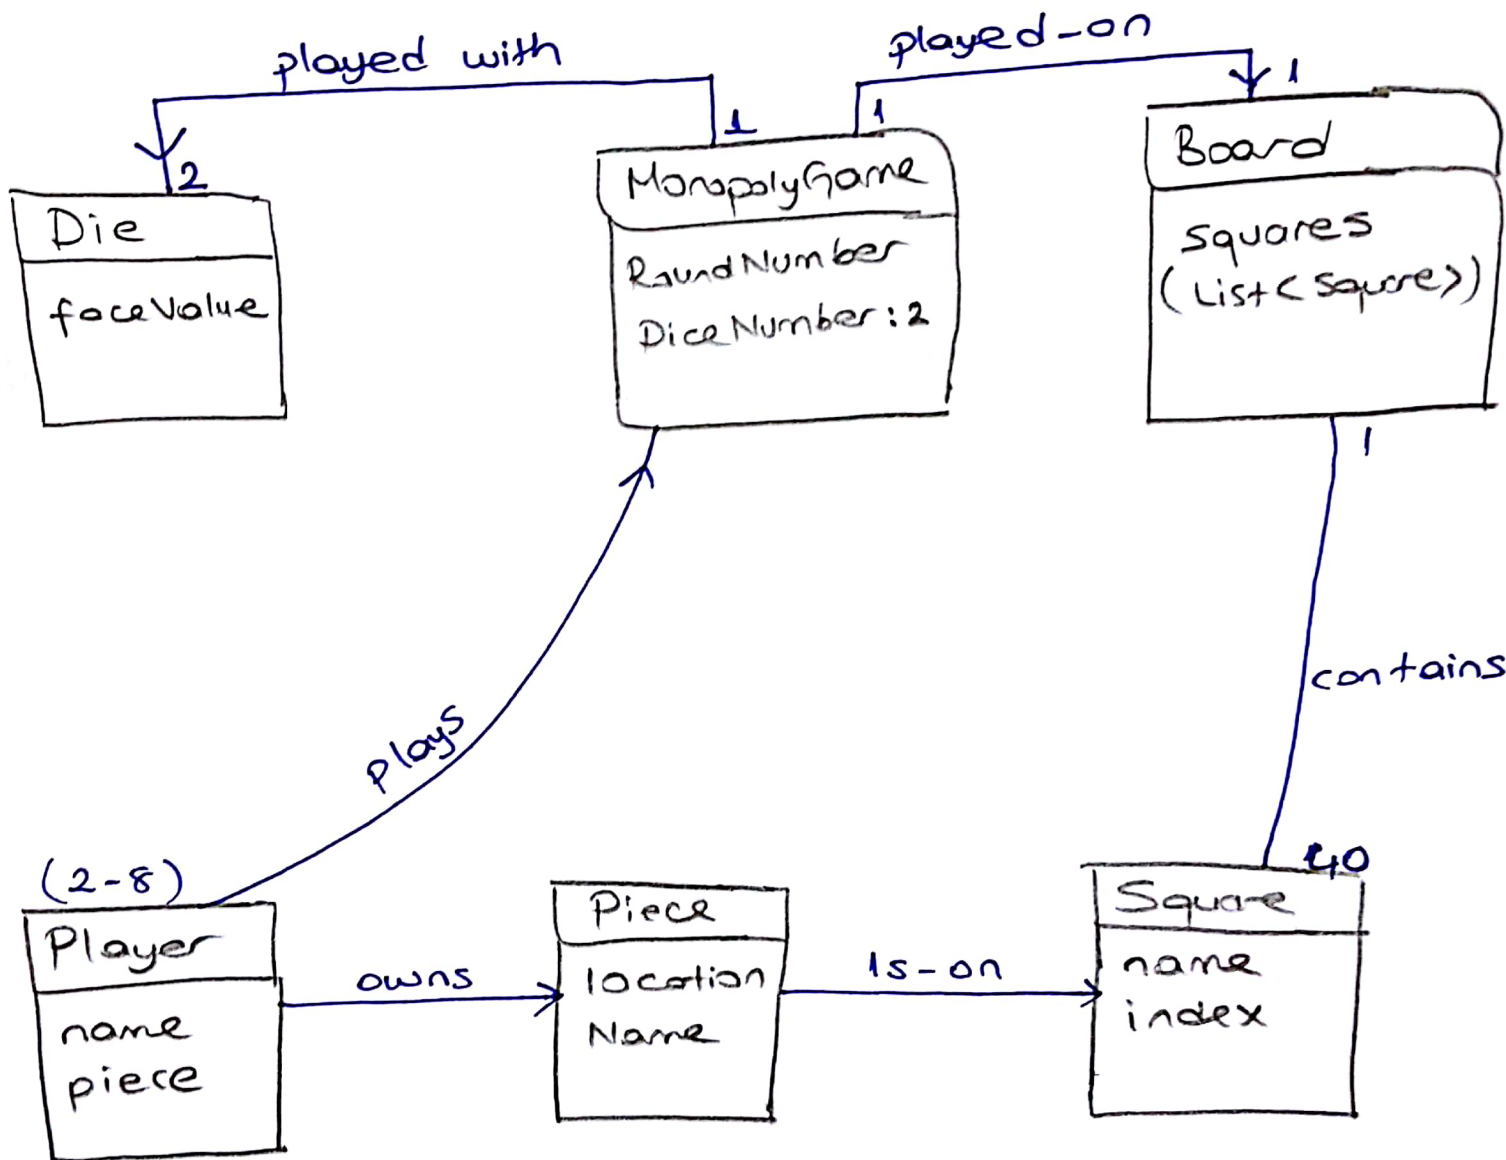 played with
played-on
1
1
1
2
Die
faceValue
MonopolyGame
RoundNumber
DiceNumber:2
Board
squares
(List<Square>)
1
contains
plays
(2-8)
40
Player
name
piece
owns
Piece
location
Name
Is-on
Square
name
index